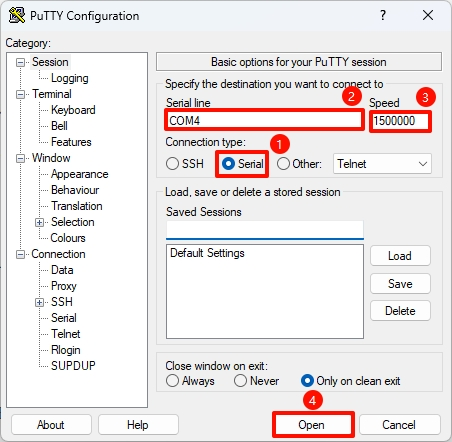 PuTTY Configuration
Category:
Session
Logging
Terminal
Keyboard
Bell
Features
Window
Appearance
Behaviour
Translation
Selection
Colours
Connection
Data
Proxy
SSH
Serial
Telnet
Rlogin
SUPDUP
Basic options for your PuTTY session
Specify the destination you want to connect to
Serial line 2 Speed 3
COM4 1500000
Connection type: 1
SSH Serial Other: Telnet
Load, save or delete a stored session
Saved Sessions
Default Settings
Load
Save
Delete
Close window on exit:
Always Never Only on clean exit
4
About Help Open Cancel